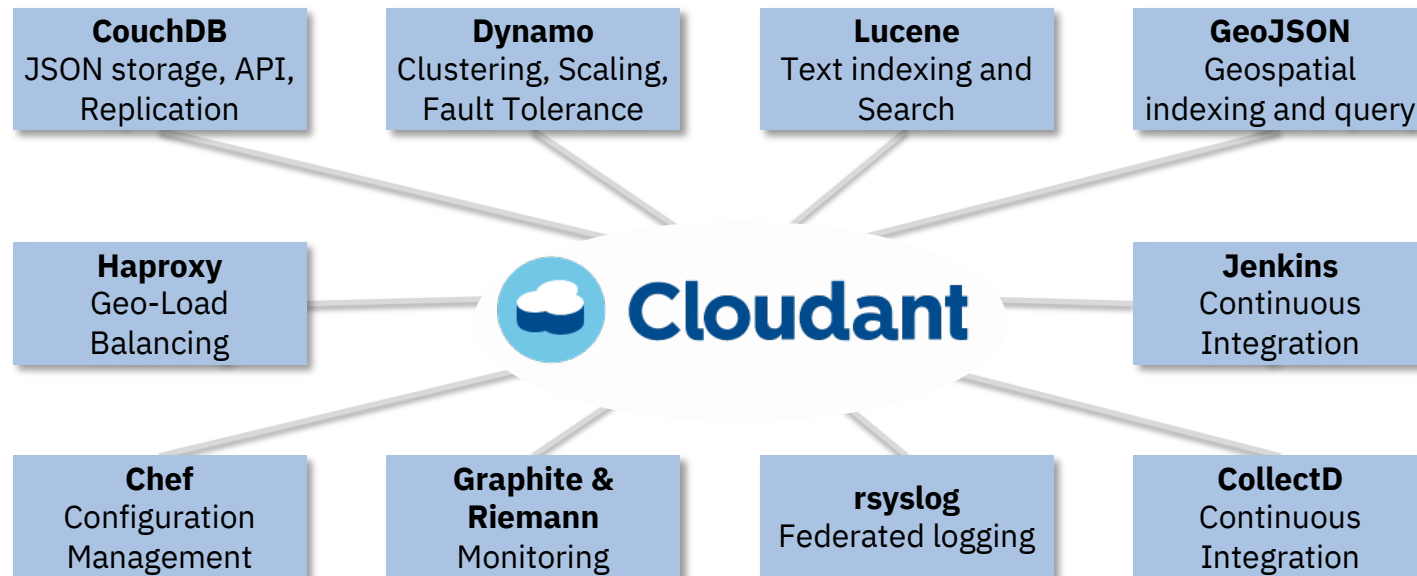 CouchDB
JSON storage, API,
Replication
Dynamo
Clustering, Scaling,
Fault Tolerance
Lucene
Text indexing and
Search
GeoJSON
Geospatial
indexing and query
Haproxy
Geo-Load
Balancing
Cloudant
Jenkins
Continuous
Integration
Chef
Configuration
Management
Graphite &
Riemann
Monitoring
rsyslog
Federated logging
CollectD
Continuous
Integration